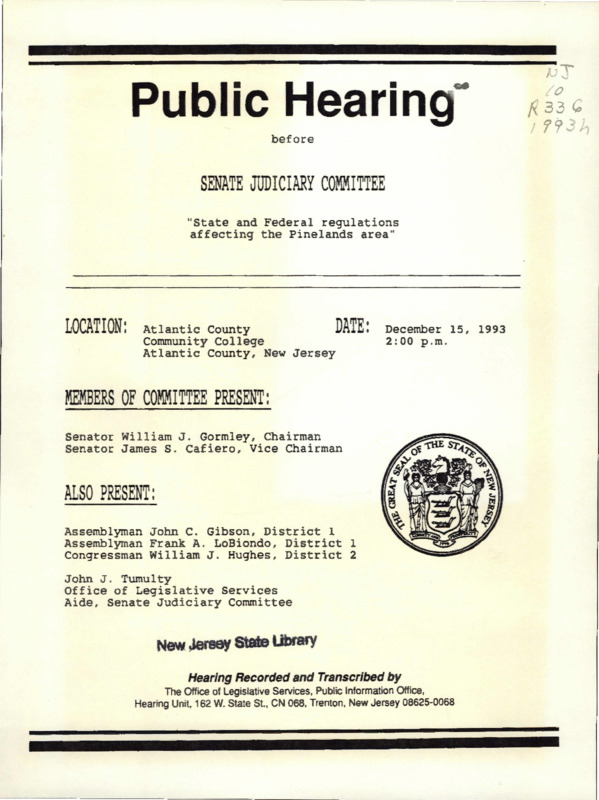 NJ
10
R336
1993h
Public Hearing
before
SENATE JUDICIARY COMMITTEE
"State and Federal regulations
affecting the Pinelands area"
LOCATION: Atlantic County DATE: December 15, 1993
Community College 2:00 p.m.
Atlantic County, New Jersey
MEMBERS OF COMMITTEE PRESENT:
Senator William J. Gormley, Chairman
Senator James S. Cafiero, Vice Chairman
THE GREAT SEAL OF THE STATE OF NEW JERSEY
ALSO PRESENT:
Assemblyman John C. Gibson, District 1
Assemblyman Frank A. LoBiondo, District 1
Congressman William J. Hughes, District 2
John J. Tumulty
Office of Legislative Services
Aide, Senate Judiciary Committee
New Jersey State Library
Hearing Recorded and Transcribed by
The Office of Legislative Services, Public Information Office,
Hearing Unit, 162 W. State St., CN 068, Trenton, New Jersey 08625-0068